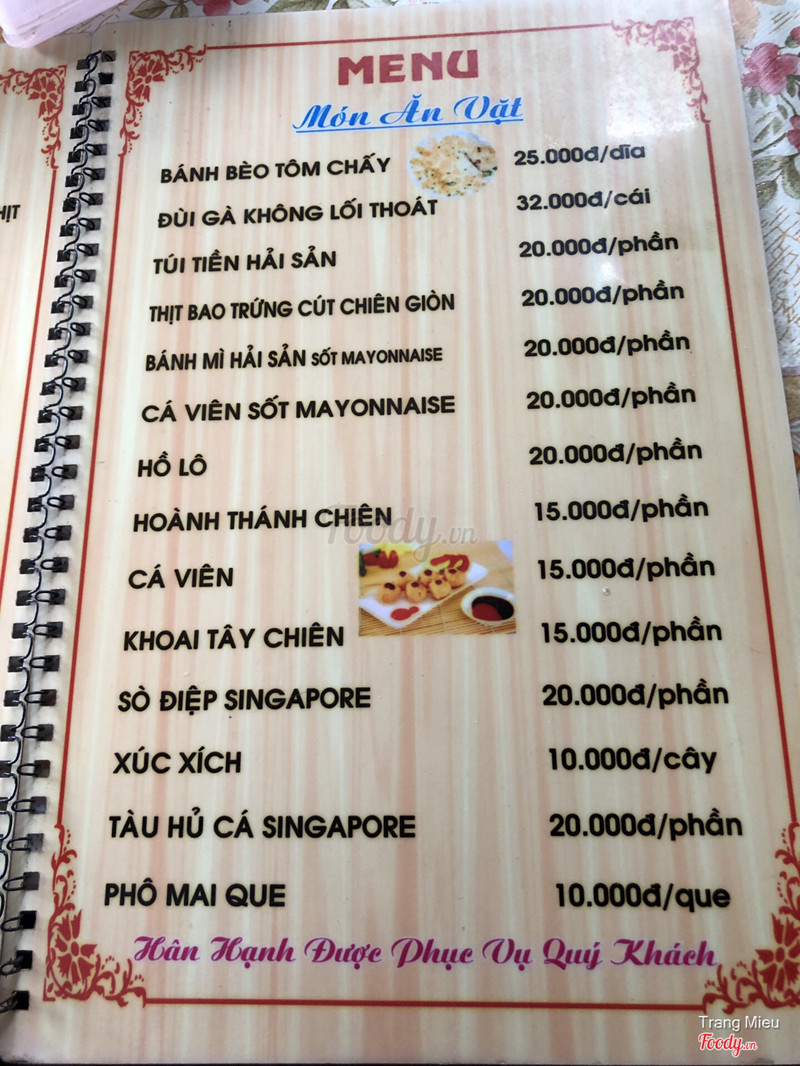 MENU
Món Ăn Vặt
BÁNH BÈO TÔM CHẤY 25.000đ/dĩa
ĐÙI GÀ KHÔNG LỐI THOÁT 32.000đ/cái
TÚI TIỀN HẢI SẢN 20.000đ/phần
THỊT BAO TRỨNG CÚT CHIÊN GIÒN 20.000đ/phần
BÁNH MÌ HẢI SẢN SỐT MAYONNAISE 20.000đ/phần
CÁ VIÊN SỐT MAYONNAISE 20.000đ/phần
HỒ LÔ 20.000đ/phần
HOÀNH THÁNH CHIÊN 15.000đ/phần
foody.vn
CÁ VIÊN 15.000đ/phần
KHOAI TÂY CHIÊN 15.000đ/phần
SÒ ĐIỆP SINGAPORE 20.000đ/phần
XÚC XÍCH 10.000đ/cây
TÀU HỦ CÁ SINGAPORE 20.000đ/phần
PHÔ MAI QUE 10.000đ/que
Hân Hạnh Được Phục Vụ Quý Khách
Trang Mieu
Foody.vn